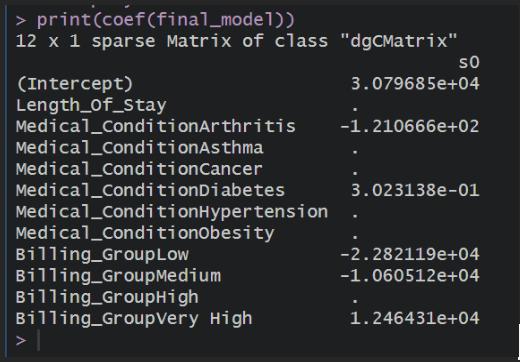 > print(coef(final_model))
12 x 1 sparse Matrix of class "dgCMatrix"
                                       s0
(Intercept)                  3.079685e+04
Length_Of_Stay               .
Medical_ConditionArthritis  -1.210666e+02
Medical_ConditionAsthma      .
Medical_ConditionCancer      .
Medical_ConditionDiabetes    3.023138e-01
Medical_ConditionHypertension .
Medical_ConditionObesity     .
Billing_GroupLow            -2.282119e+04
Billing_GroupMedium         -1.060512e+04
Billing_GroupHigh            .
Billing_GroupVery High       1.246431e+04
>